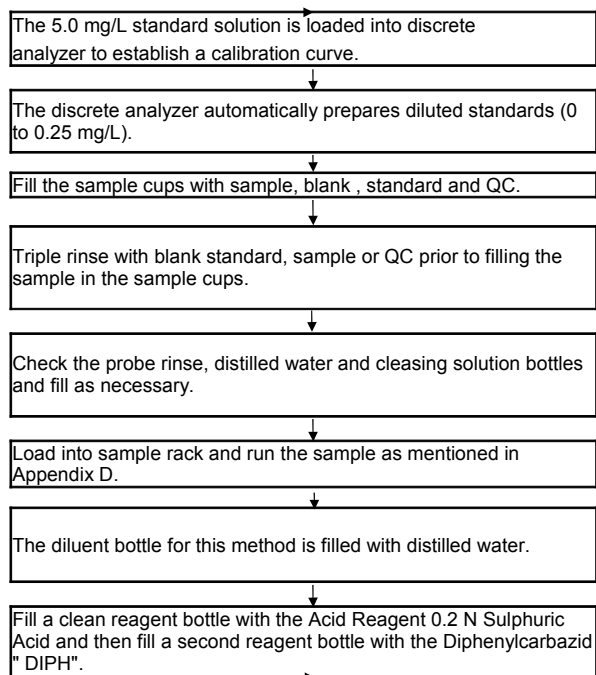 The 5.0 mg/L standard solution is loaded into discrete
analyzer to establish a calibration curve.
The discrete analyzer automatically prepares diluted standards (0
to 0.25 mg/L).
Fill the sample cups with sample, blank , standard and QC.
Triple rinse with blank standard, sample or QC prior to filling the
sample in the sample cups.
Check the probe rinse, distilled water and cleasing solution bottles
and fill as necessary.
Load into sample rack and run the sample as mentioned in
Appendix D.
The diluent bottle for this method is filled with distilled water.
Fill a clean reagent bottle with the Acid Reagent 0.2 N Sulphuric
Acid and then fill a second reagent bottle with the Diphenylcarbazid
" DIPH".